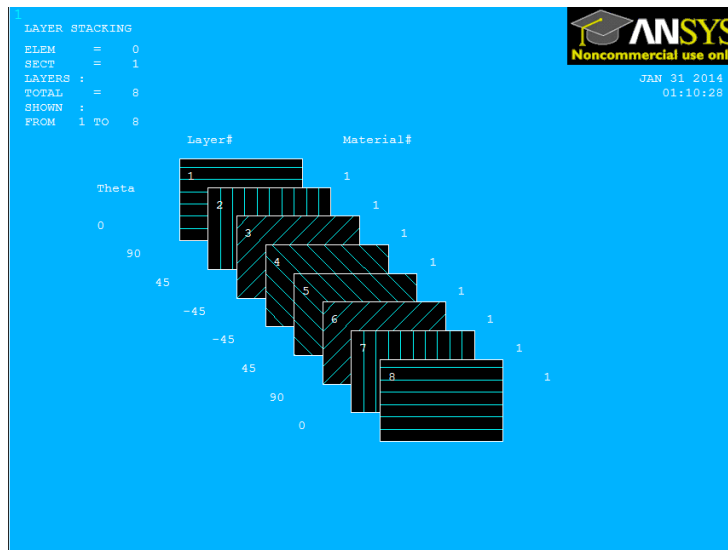 1
LAYER STACKING
ELEM = 0
SECT = 1
LAYERS :
TOTAL = 8
SHOWN :
FROM 1 TO 8
ANSYS
Noncommercial use onl
JAN 31 2014
01:10:28
Layer# Material#
Theta
1 1
2 1
0 3 1
90 4 1
45 5 1
-45 6 1
-45 7 1
45 8 1
90
0